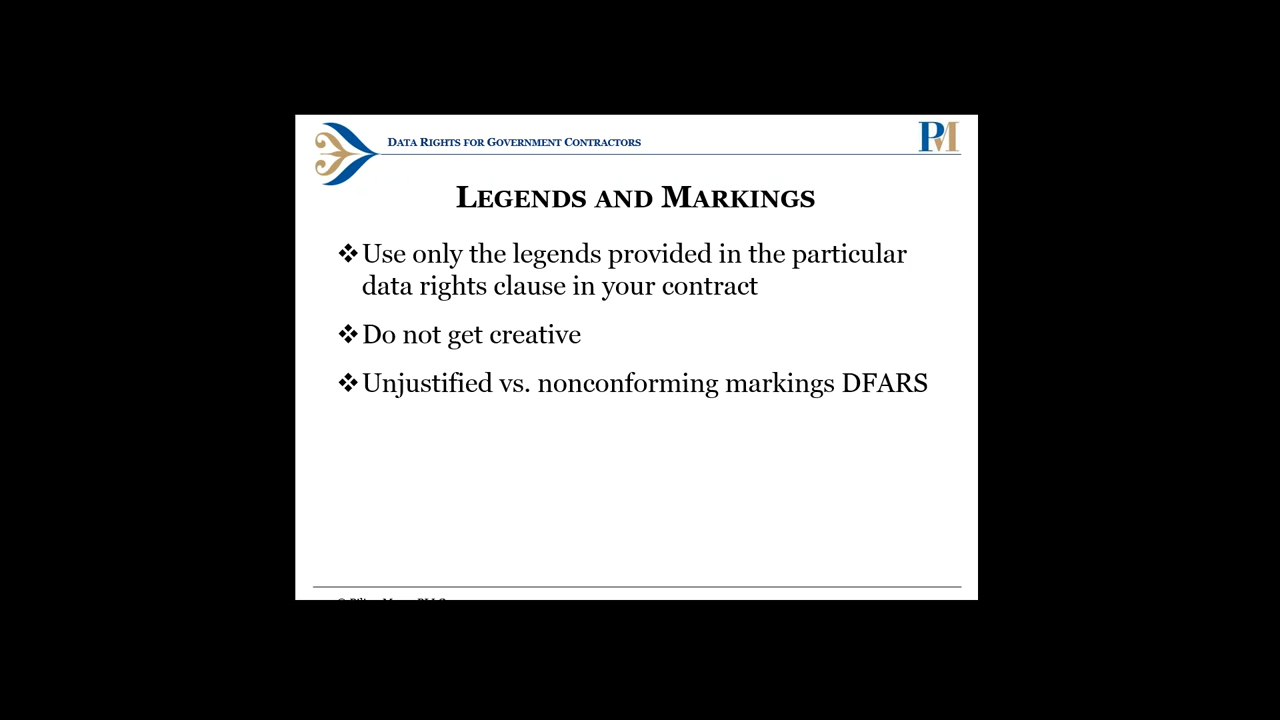 DATA RIGHTS FOR GOVERNMENT CONTRACTORS
PM
LEGENDS AND MARKINGS
❖Use only the legends provided in the particular
data rights clause in your contract
❖Do not get creative
❖Unjustified vs. nonconforming markings DFARS